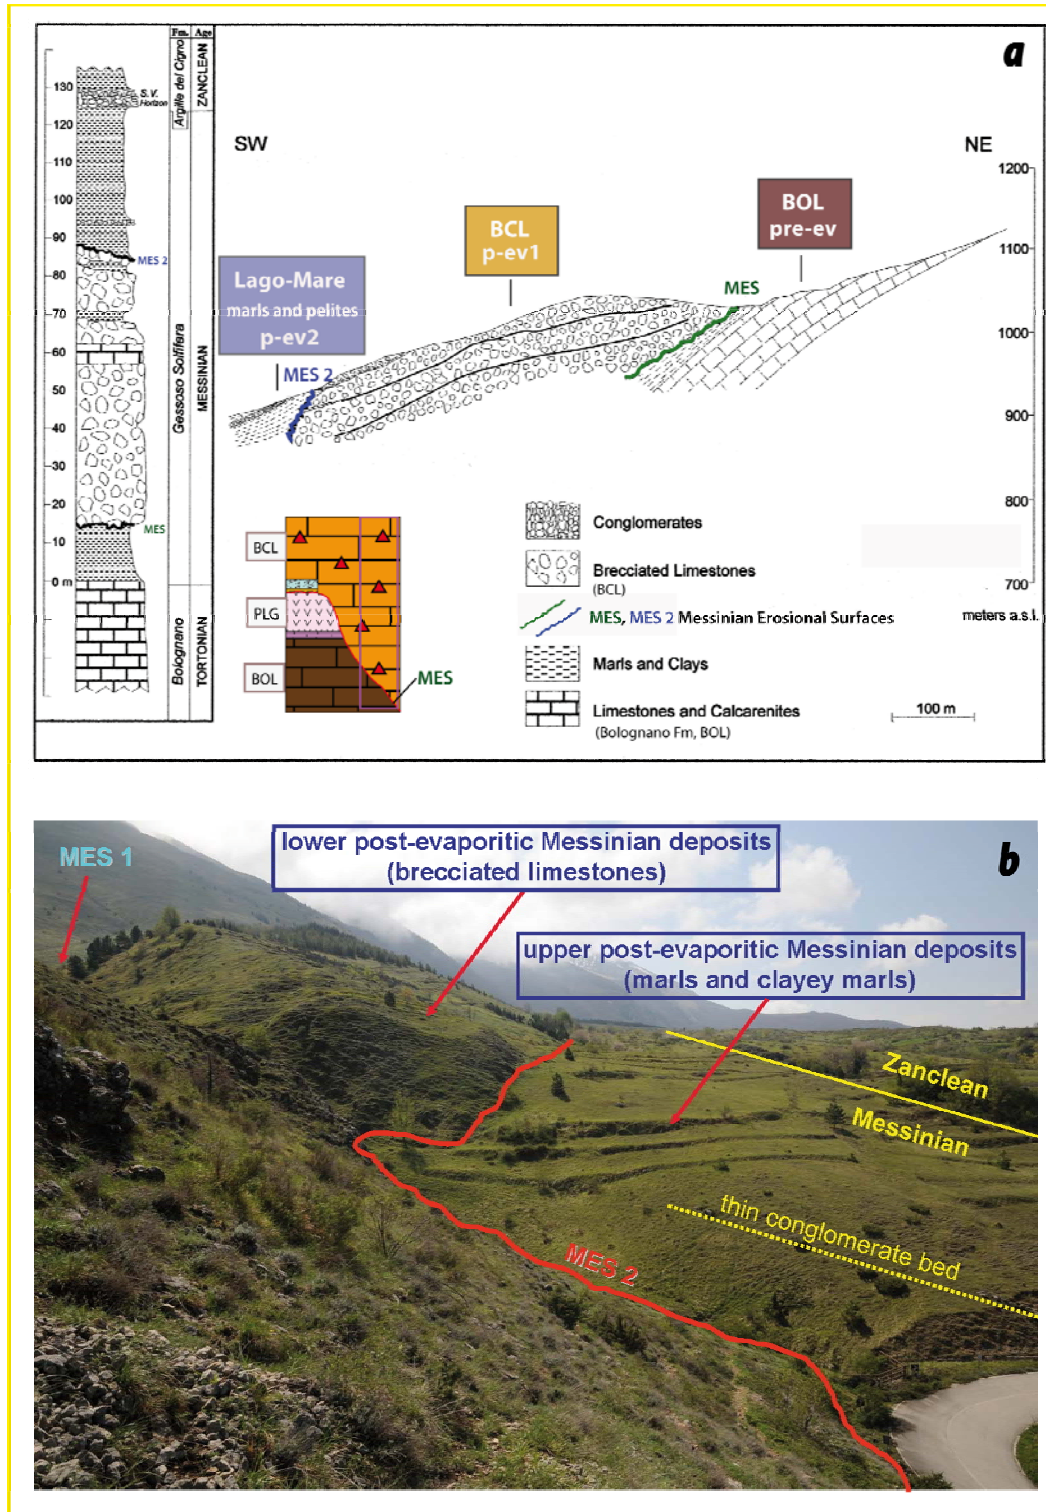 a
Fm.
Age
Argille del Cigno
ZANCLEAN
S.V.
Horizon
130
120
110
100
90
80
70
60
50
40
30
20
10
0 m
MES 2
MES
Gessoso Solfifera
MESSINIAN
Bolognano
TORTONIAN
SW
NE
1200
1100
1000
900
800
700
meters a.s.l.
BOL
pre-ev
BCL
p-ev1
Lago-Mare
marls and pelites
p-ev2
MES
MES 2
BCL
PLG
BOL
MES
Conglomerates
Brecciated Limestones
(BCL)
MES, MES 2 Messinian Erosional Surfaces
Marls and Clays
Limestones and Calcarenites
(Bolognano Fm, BOL)
100 m
b
MES 1
lower post-evaporitic Messinian deposits
(brecciated limestones)
upper post-evaporitic Messinian deposits
(marls and clayey marls)
Zanclean
Messinian
thin conglomerate bed
MES 2